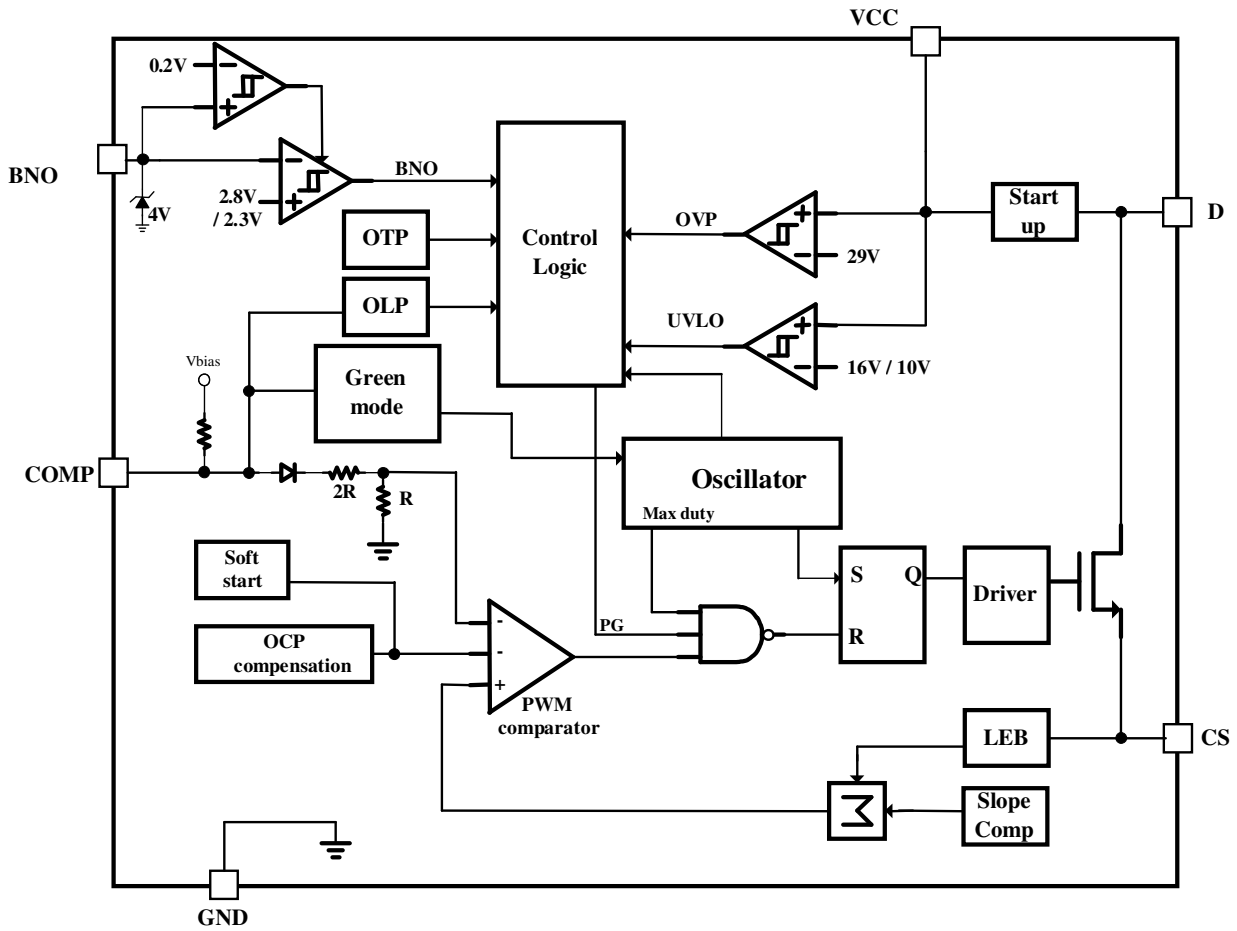 VCC
0.2V
BNO
BNO
4V
2.8V
/ 2.3V
OTP
OLP
Control
Logic
OVP
29V
UVLO
16V / 10V
Start
up
D
Vbias
Green
mode
COMP
2R
R
Oscillator
Max duty
Soft
start
OCP
compensation
PG
-
-
+
PWM
comparator
S
Q
R
Driver
LEB
CS
Σ
Slope
Comp
GND